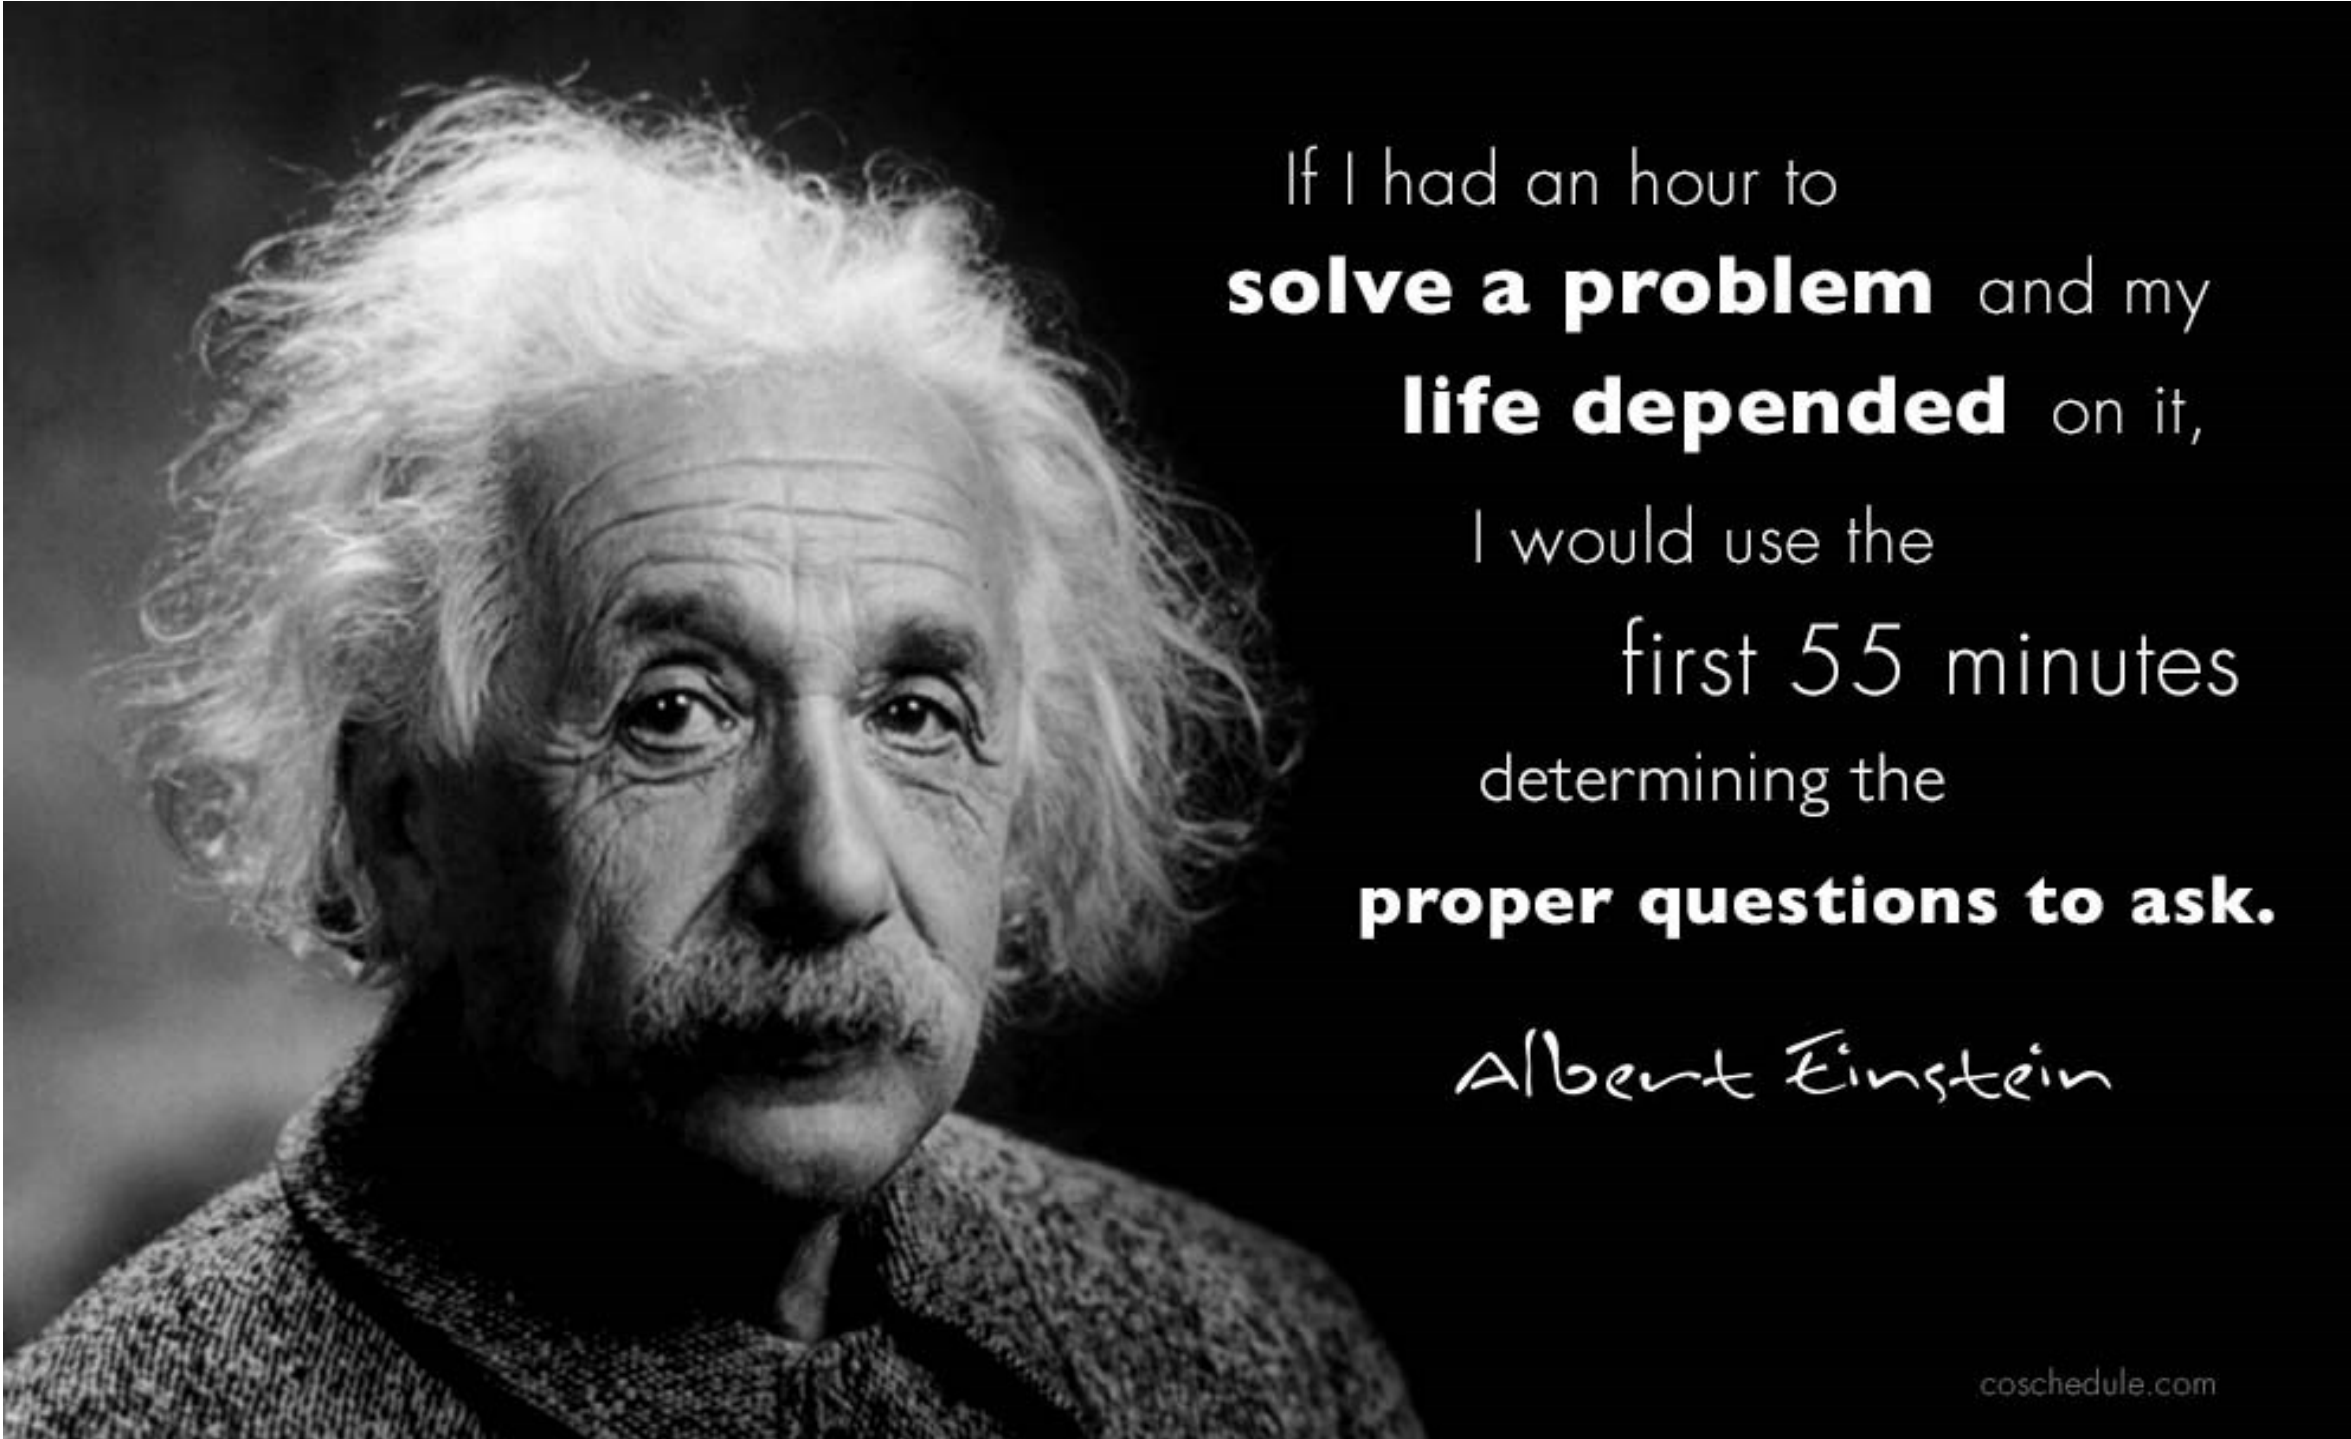 If I had an hour to
solve a problem and my
life depended on it,
I would use the
first 55 minutes
determining the
proper questions to ask.
Albert Einstein
coschedule.com